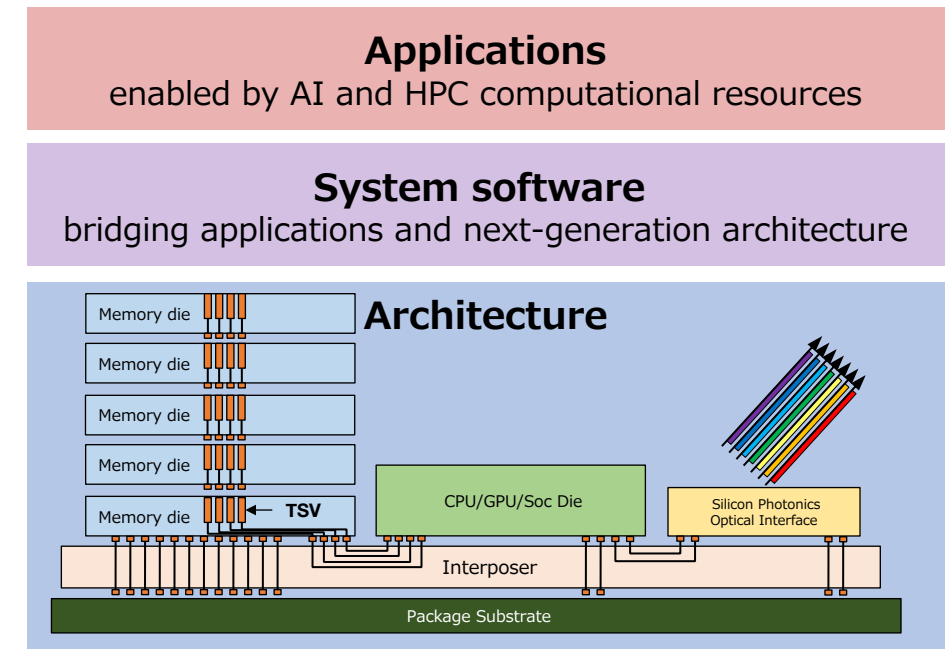 Applications
enabled by AI and HPC computational resources
System software
bridging applications and next-generation architecture
Architecture
Memory die
Memory die
Memory die
Memory die
Memory die
TSV
CPU/GPU/Soc Die
Silicon Photonics
Optical Interface
Interposer
Package Substrate